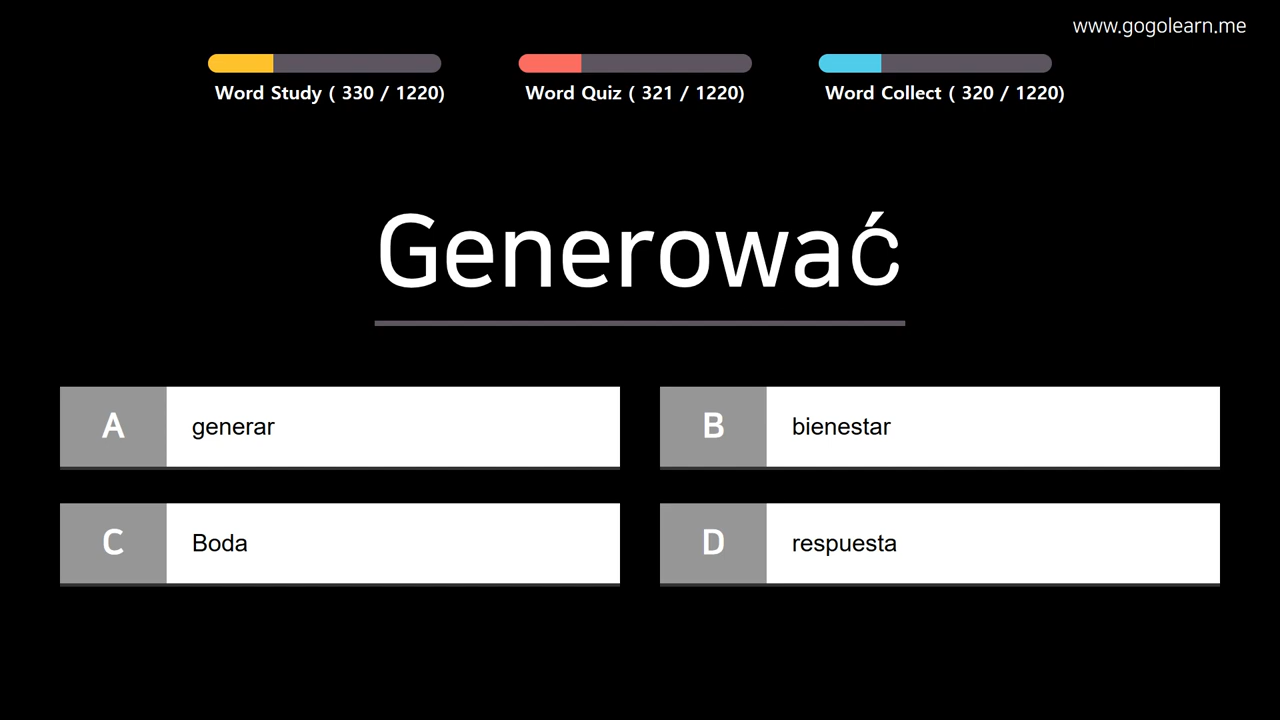 www.gogolearn.me
Word Study ( 330 / 1220)
Word Quiz ( 321 / 1220)
Word Collect ( 320 / 1220)
Generować
A generar
B bienestar
C Boda
D respuesta